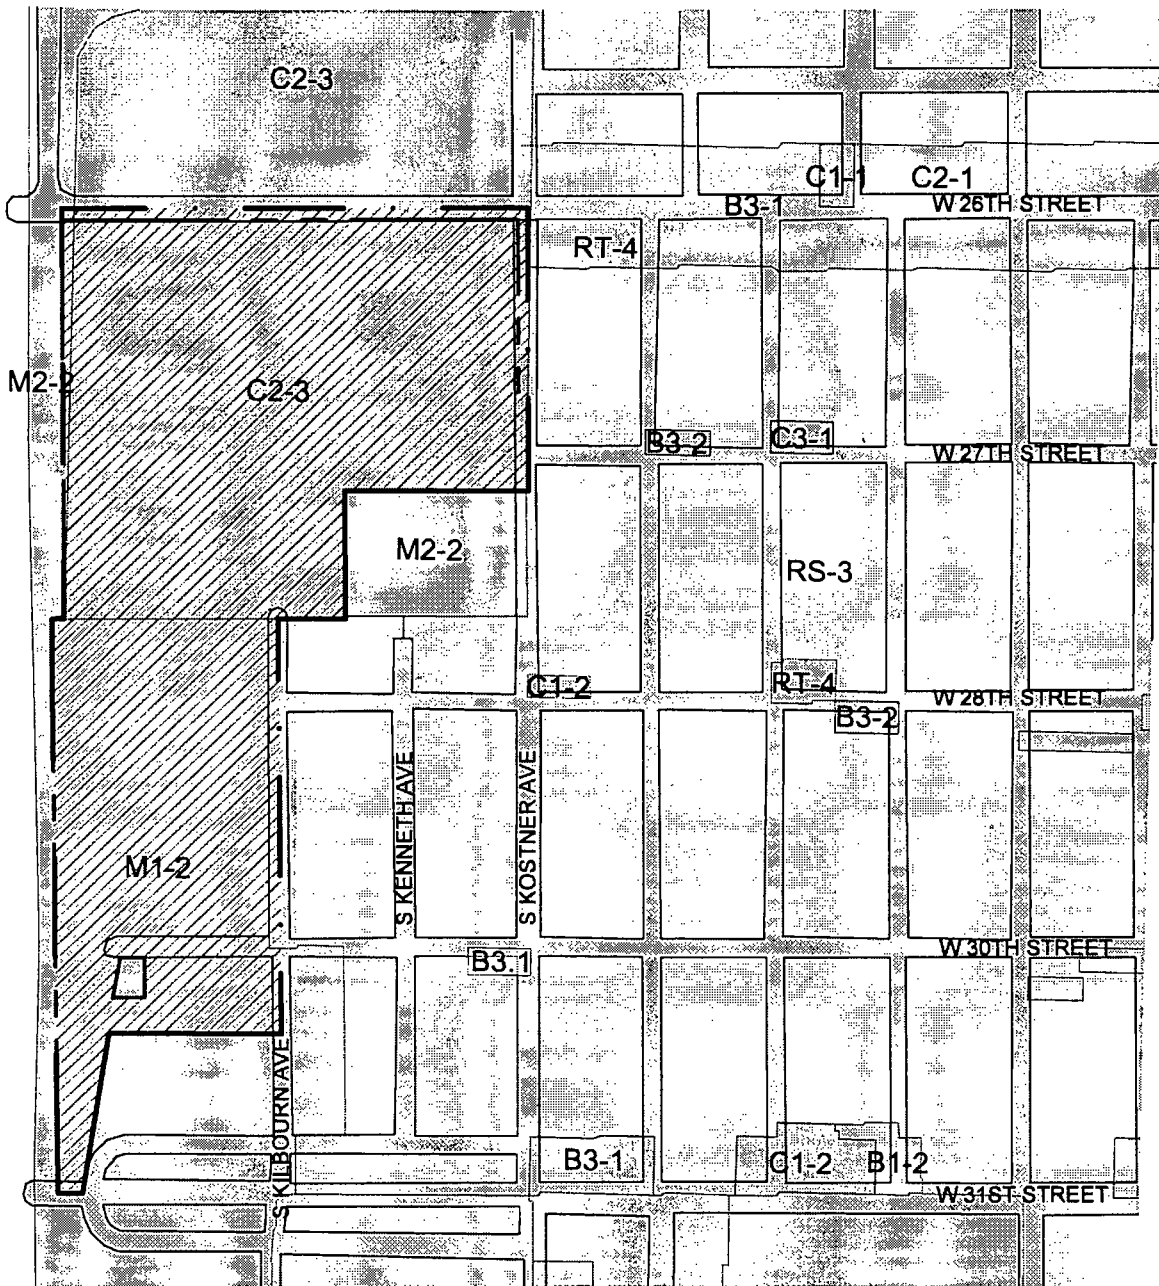 C2-3
C1-1
C2-1
B3-1
W 26TH STREET
RT-4
M2-2
C2-3
B3-2
C3-1
W 27TH STREET
M2-2
RS-3
C1-2
RT-4
W 28TH STREET
B3-2
S KENNETH AVE
S KOSTNER AVE
M1-2
W 30TH STREET
B3.1
S KILBOURN AVE
B3-1
C1-2
B1-2
W 31ST STREET